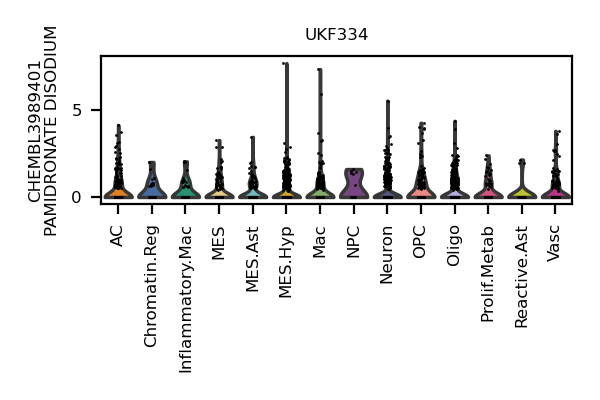 UKF334
CHEMBL3989401
PAMIDRONATE DISODIUM
5
0
AC
Chromatin.Reg
Inflammatory.Mac
MES
MES.Ast
MES.Hyp
Mac
NPC
Neuron
OPC
Oligo
Prolif.Metab
Reactive.Ast
Vasc